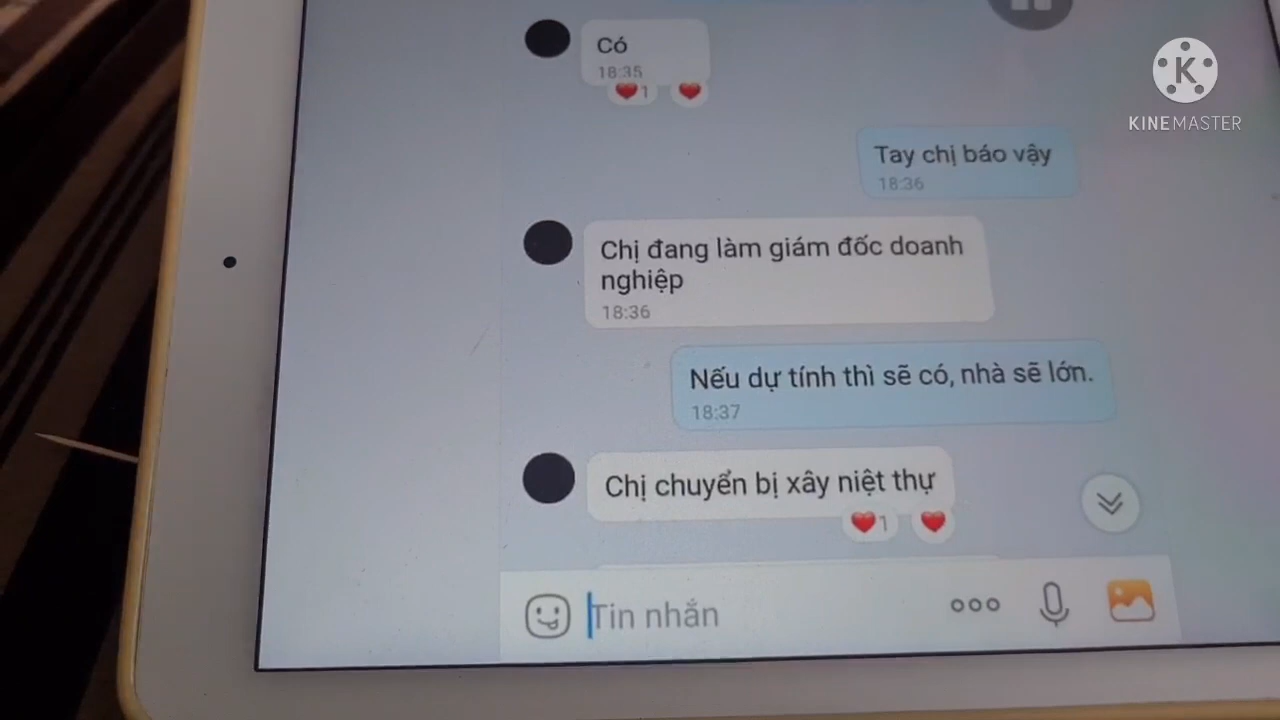 Có
18:35
1
KINEMASTER
Tay chị báo vậy
18:36
Chị đang làm giám đốc doanh
nghiệp
18:36
Nếu dự tính thì sẽ có, nhà sẽ lớn.
18:37
Chị chuyển bị xây niệt thự
1
Tin nhắn